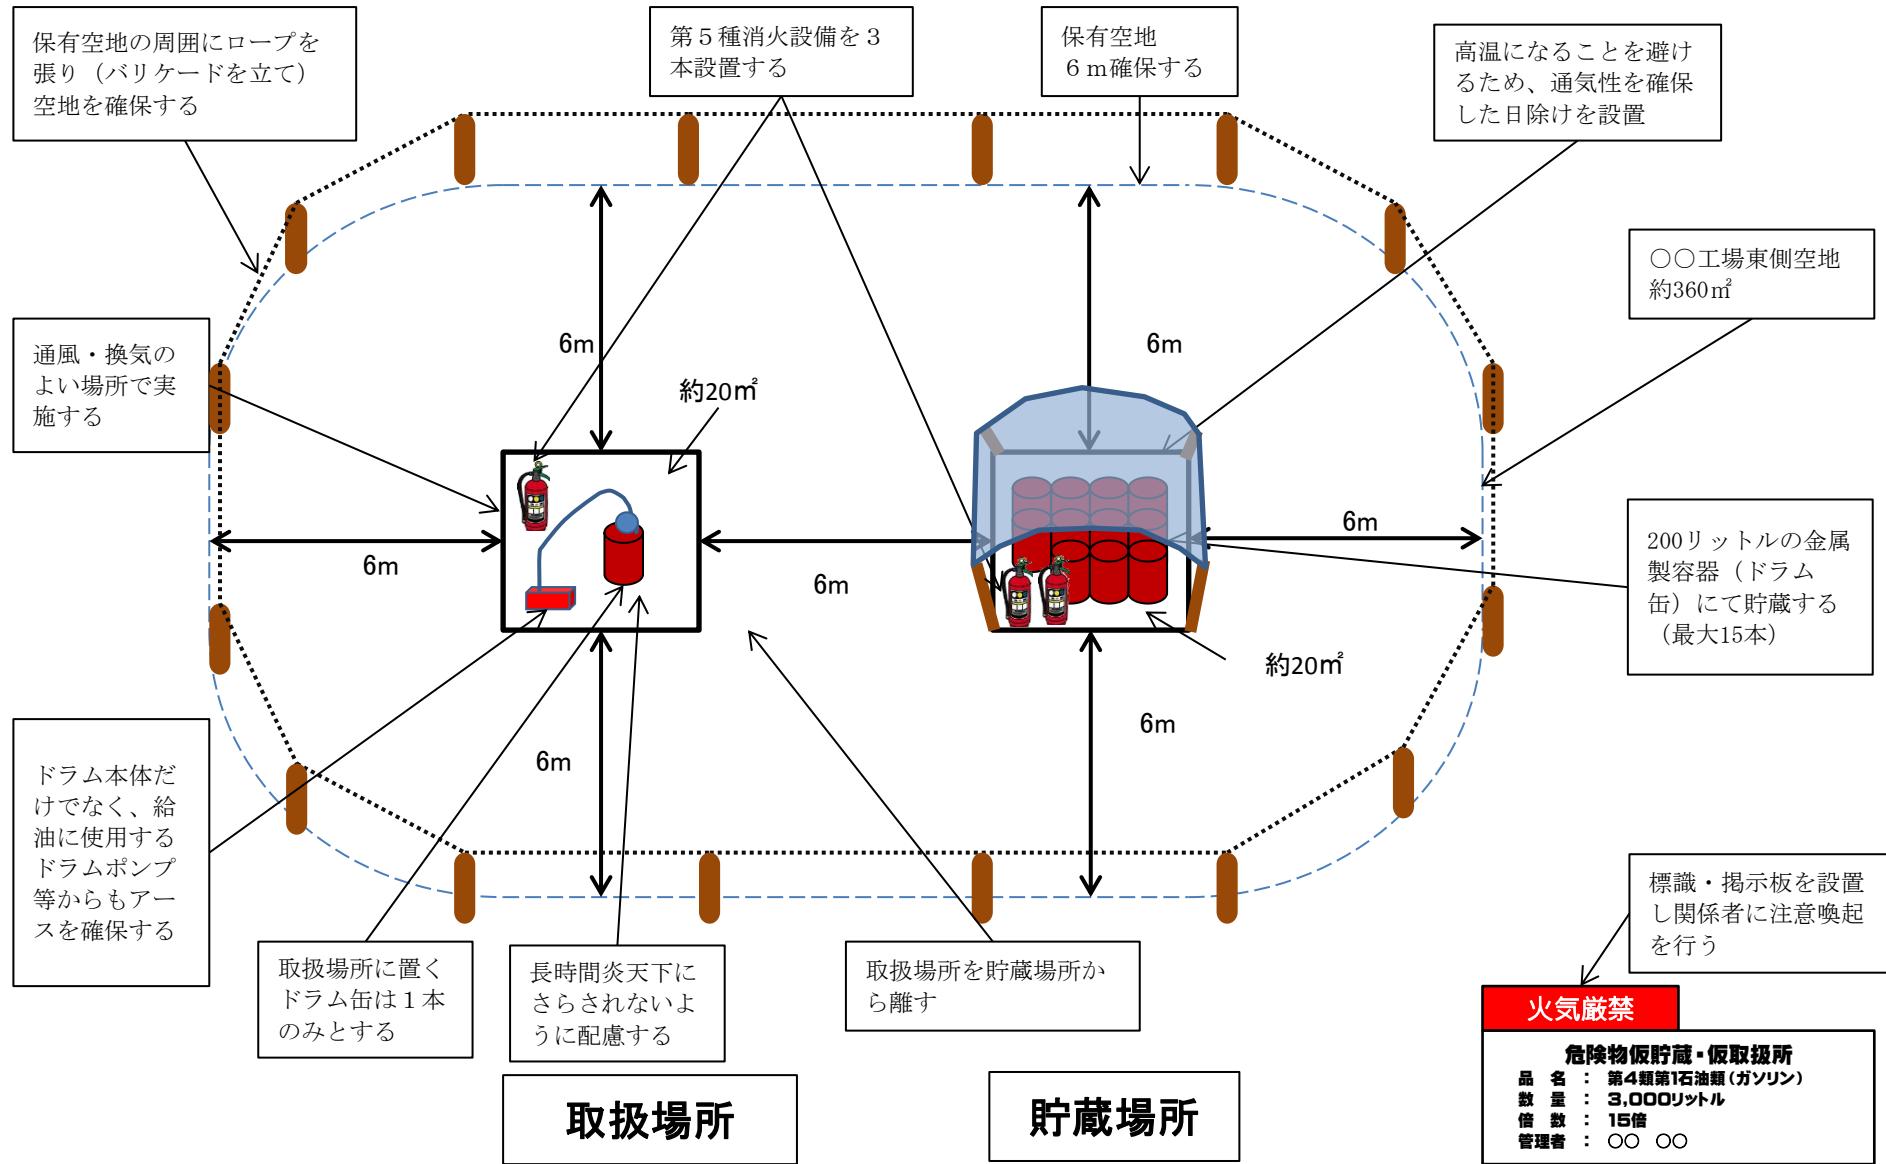 保有空地の周囲にロープを
張り（バリケードを立て）
空地を確保する
第５種消火設備を３
本設置する
保有空地
６ｍ確保する
高温になることを避け
るため、通気性を確保
した日除けを設置
○○工場東側空地
約360㎡
通風・換気の
よい場所で実
施する
6m
6m
約20㎡
6m
6m
6m
200リットルの金属
製容器（ドラム
缶）にて貯蔵する
（最大15本）
約20㎡
6m
6m
ドラム本体だ
けでなく、給
油に使用する
ドラムポンプ
等からもアー
スを確保する
取扱場所に置く
ドラム缶は１本
のみとする
長時間炎天下に
さらされないよ
うに配慮する
取扱場所を貯蔵場所か
ら離す
標識・掲示板を設置
し関係者に注意喚起
を行う
火気厳禁
危険物仮貯蔵・仮取扱所
品　名　：　第4類第1石油類（ガソリン）
数　量　：　3,000リットル
倍　数　：　15倍
管理者　：　○○　○○
取扱場所
貯蔵場所